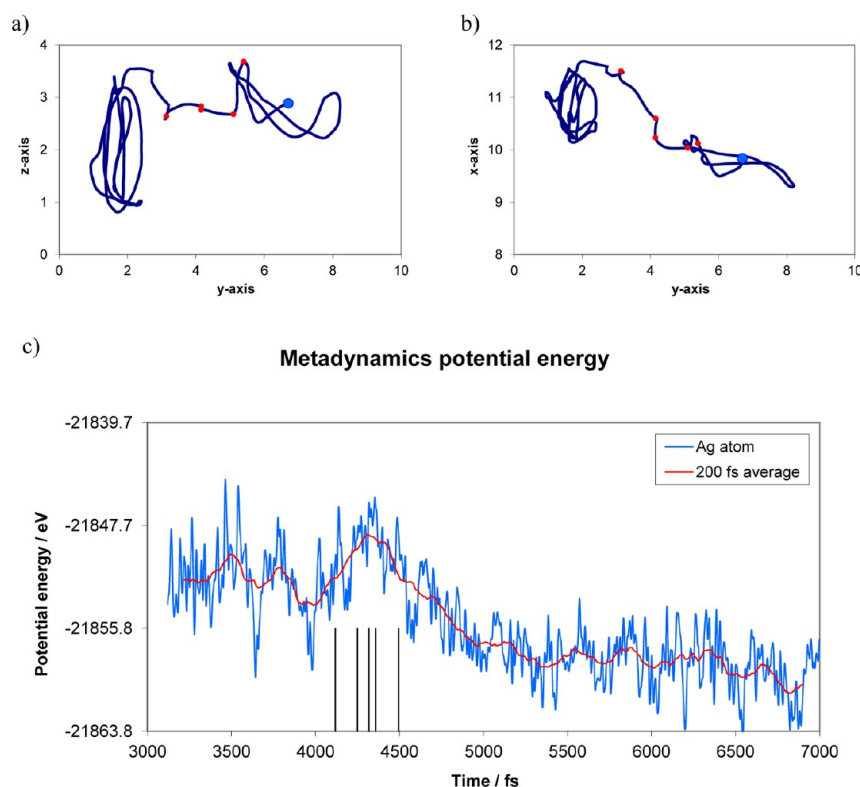 a)
4
3
2
1
0
z-axis
0 2 4 6 8 10
y-axis
b)
12
11
10
9
8
x-axis
0 2 4 6 8 10
y-axis
c)
Metadynamics potential energy
-21839.7
-21847.7
-21855.8
-21863.8
Potential energy / eV
Ag atom
200 fs average
3000 3500 4000 4500 5000 5500 6000 6500 7000
Time / fs